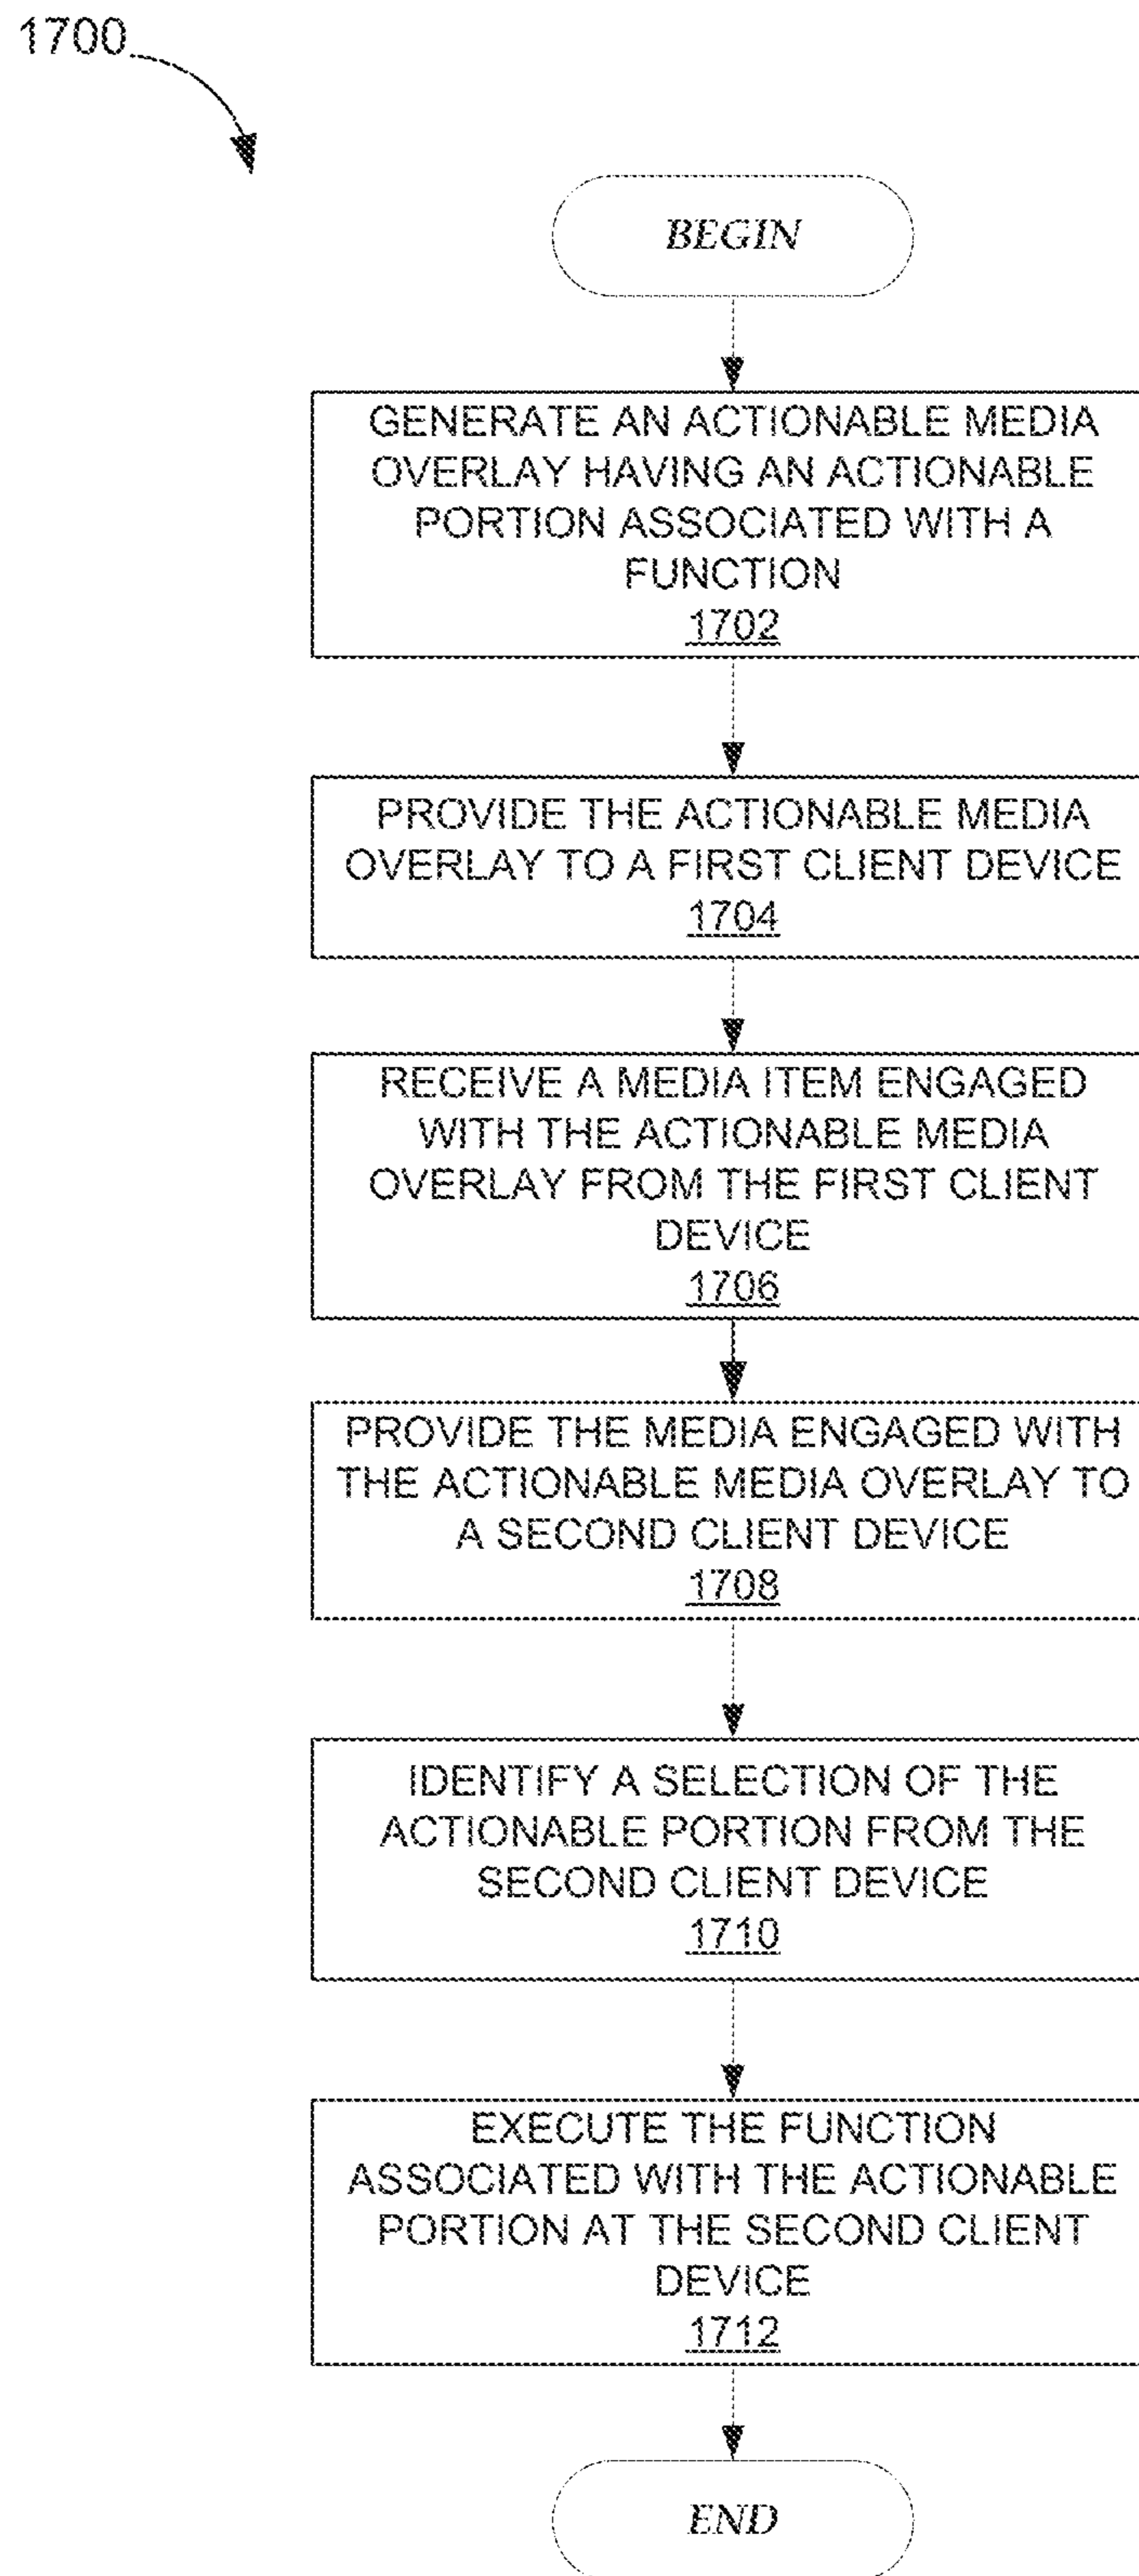 1700
BEGIN
GENERATE AN ACTIONABLE MEDIA
OVERLAY HAVING AN ACTIONABLE
PORTION ASSOCIATED WITH A
FUNCTION
1702
PROVIDE THE ACTIONABLE MEDIA
OVERLAY TO A FIRST CLIENT DEVICE
1704
RECEIVE A MEDIA ITEM ENGAGED
WITH THE ACTIONABLE MEDIA
OVERLAY FROM THE FIRST CLIENT
DEVICE
1706
PROVIDE THE MEDIA ENGAGED WITH
THE ACTIONABLE MEDIA OVERLAY TO
A SECOND CLIENT DEVICE
1708
IDENTIFY A SELECTION OF THE
ACTIONABLE PORTION FROM THE
SECOND CLIENT DEVICE
1710
EXECUTE THE FUNCTION
ASSOCIATED WITH THE ACTIONABLE
PORTION AT THE SECOND CLIENT
DEVICE
1712
END